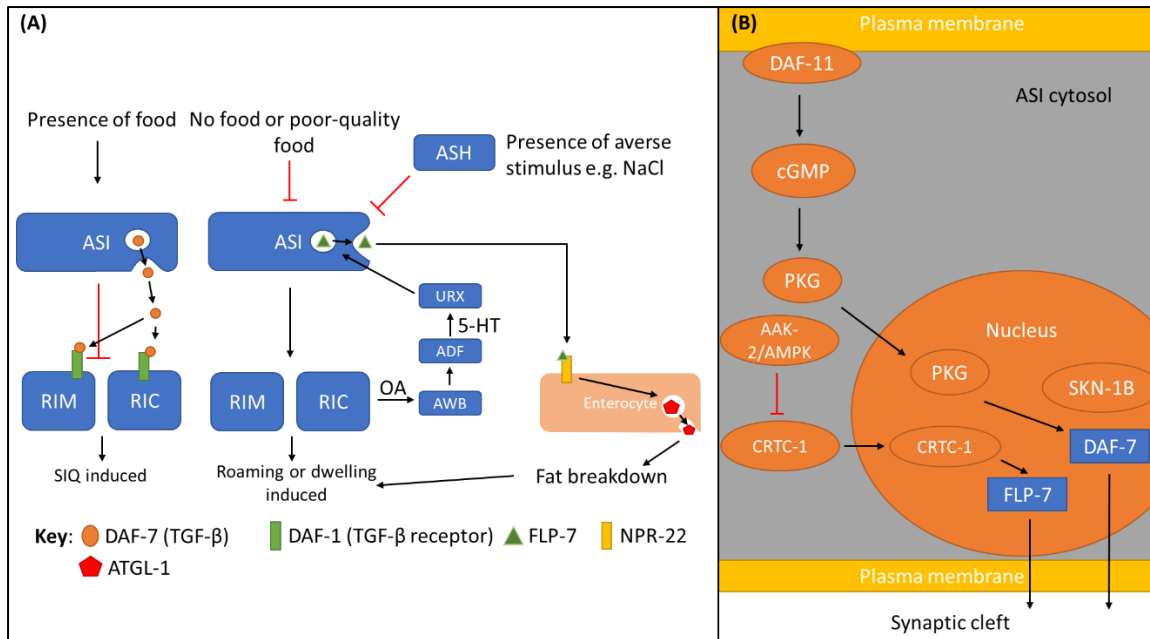 (A)
Presence of food
No food or poor-quality
food
ASH
Presence of averse
stimulus e.g. NaCl
ASI
ASI
URX
5-HT
ADF
OA
AWB
RIM
RIC
RIM
RIC
Enterocyte
SIQ induced
Roaming or dwelling
induced
Fat breakdown
Key:
DAF-7 (TGF-β)
DAF-1 (TGF-β receptor)
FLP-7
NPR-22
ATGL-1
(B)
Plasma membrane
DAF-11
ASI cytosol
cGMP
PKG
Nucleus
AAK-
2/AMPK
PKG
SKN-1B
CRTC-1
CRTC-1
DAF-7
FLP-7
Plasma membrane
Synaptic cleft